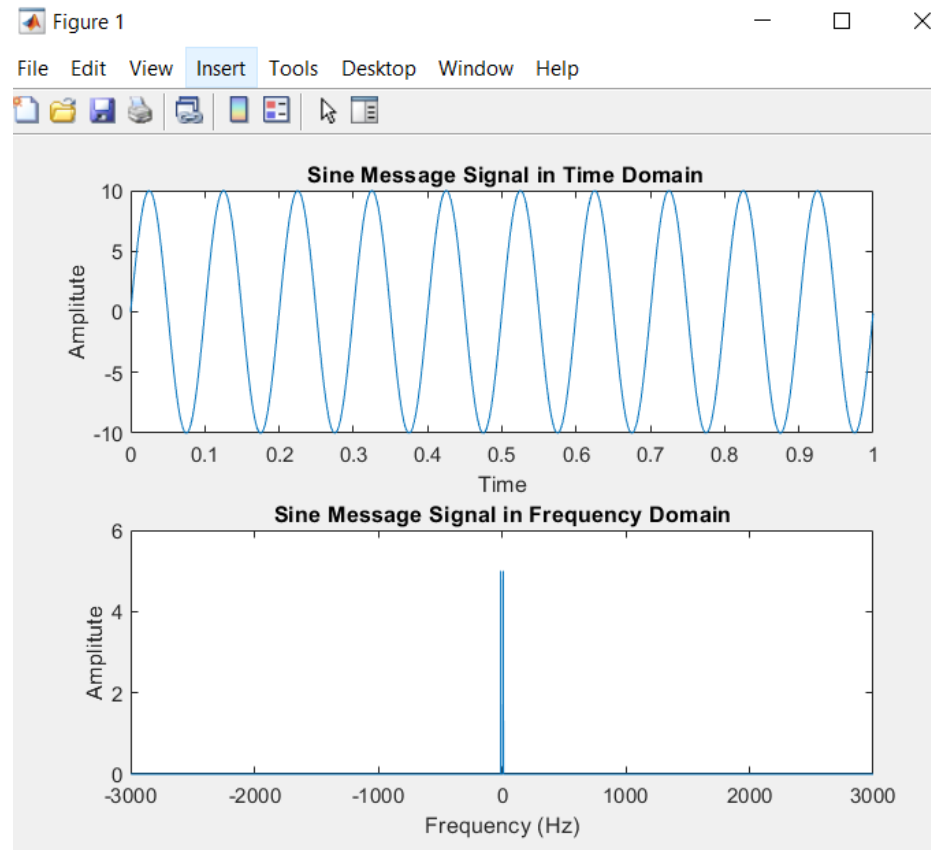 Figure 1
File Edit View Insert Tools Desktop Window Help
Sine Message Signal in Time Domain
10
5
0
-5
-10
Amplitute
0 0.1 0.2 0.3 0.4 0.5 0.6 0.7 0.8 0.9 1
Time
Sine Message Signal in Frequency Domain
6
4
2
0
Amplitute
-3000 -2000 -1000 0 1000 2000 3000
Frequency (Hz)